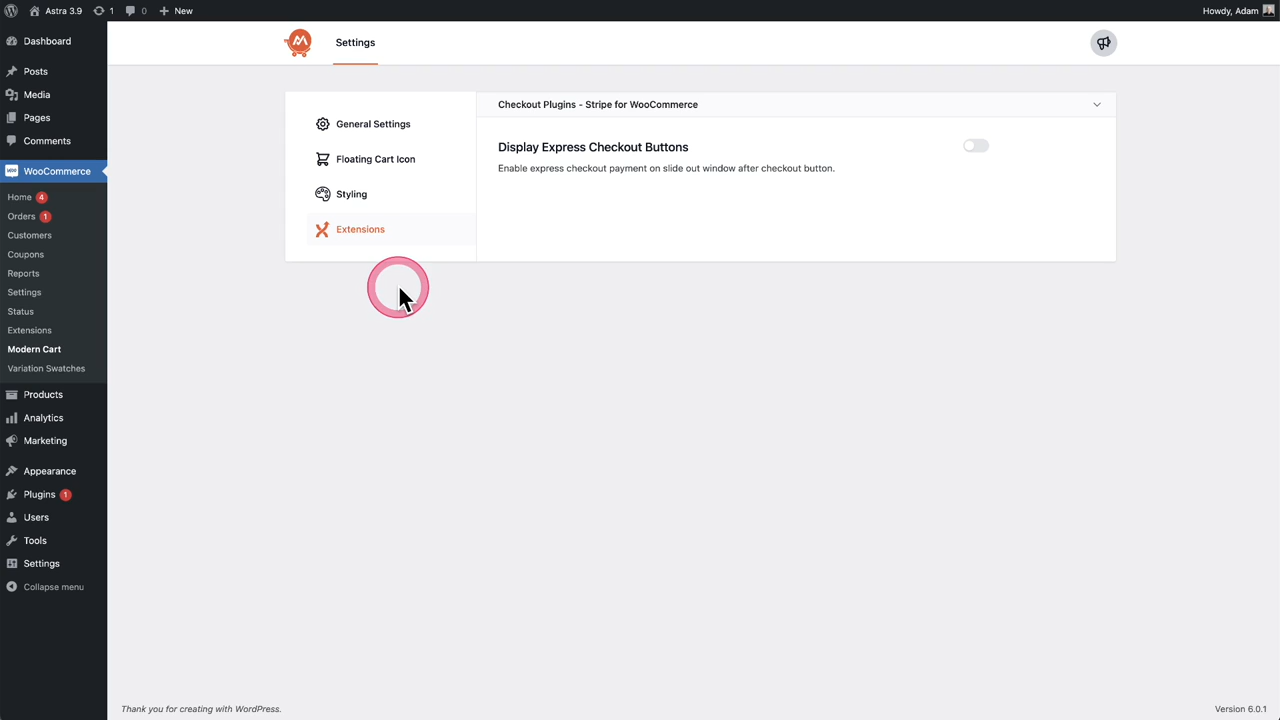 Astra 3.9
1
0
New
Howdy, Adam
Dashboard
Posts
Media
Pages
Comments
WooCommerce
Home 4
Orders 1
Customers
Coupons
Reports
Settings
Status
Extensions
Modern Cart
Variation Swatches
Products
Analytics
Marketing
Appearance
Plugins 1
Users
Tools
Settings
Collapse menu
Settings
General Settings
Floating Cart Icon
Styling
Extensions
Checkout Plugins - Stripe for WooCommerce
Display Express Checkout Buttons
Enable express checkout payment on slide out window after checkout button.
Thank you for creating with WordPress.
Version 6.0.1